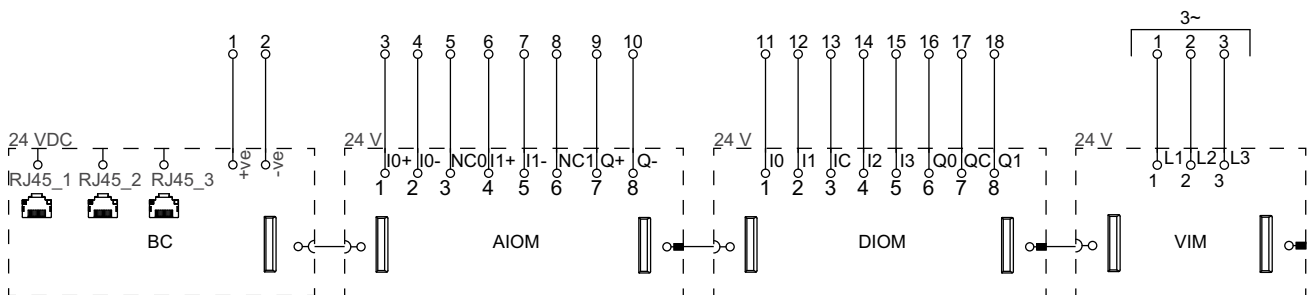 3~
1 2 3 4 5 6 7 8 9 10 11 12 13 14 15 16 17 18 1 2 3
24 VDC 24 V 24 V 24 V
+ve -ve I0+ I0- NC0 I1+ I1- NC1 Q+ Q- I0 I1 IC I2 I3 Q0 QC Q1 L1 L2 L3
RJ45_1 RJ45_2 RJ45_3 1 2 3 4 5 6 7 8 1 2 3 4 5 6 7 8 1 2 3
BC AIOM DIOM VIM